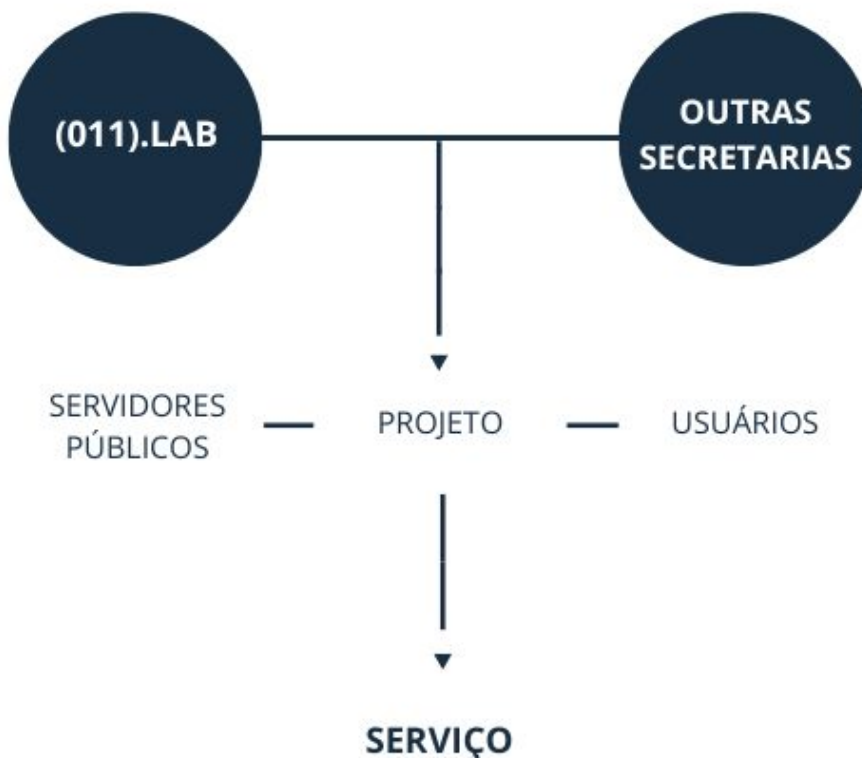 (011).LAB
OUTRAS
SECRETARIAS
SERVIDORES
PÚBLICOS
PROJETO
USUÁRIOS
SERVIÇO